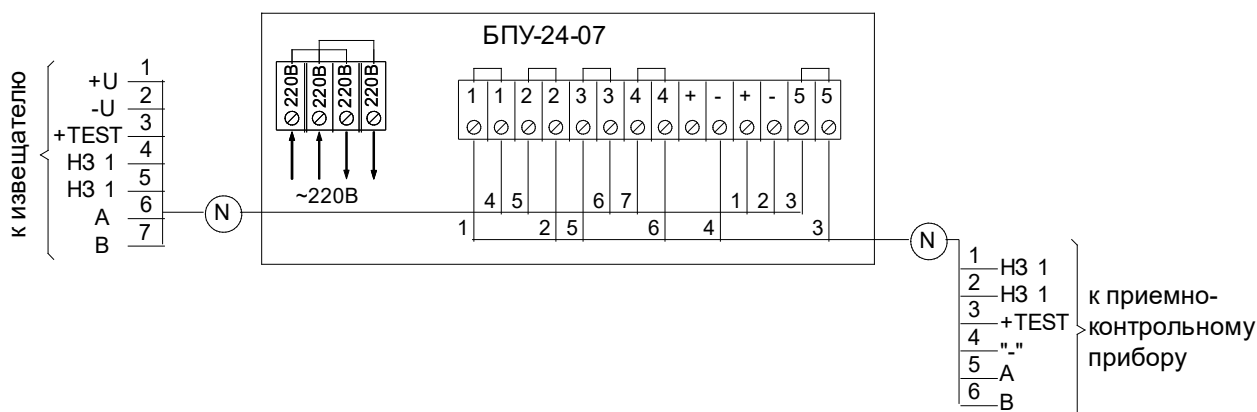 БПУ-24-07
к извещателю
+U 1
-U 2
+TEST 3
НЗ 1 4
НЗ 1 5
A 6
B 7
N
220В 220В 220В 220В
~220В
1 1 2 2 3 3 4 4 + - + - 5 5
4 5 6 7 1 2 3
1 2 5 6 4 3
N
1 НЗ 1
2 НЗ 1
3 +TEST
4 "-"
5 A
6 B
к приемно-
контрольному
прибору